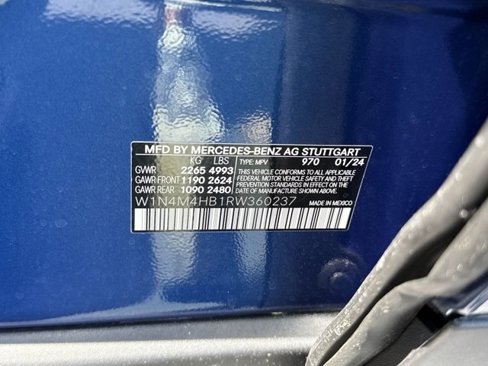 MFD BY MERCEDES-BENZ AG STUTTGART
KG LBS TYPE: MPV 970 01/24
GVWR 2265 4993
GAWR FRONT 1190 2624
GAWR REAR 1090 2480
THIS VEHICLE CONFORMS TO ALL APPLICABLE
FEDERAL MOTOR VEHICLE SAFETY AND THEFT
PREVENTION STANDARDS IN EFFECT ON THE DATE
OF MANUFACTURE SHOWN ABOVE.
W1N4M4HB1RW360237
MADE IN MEXICO